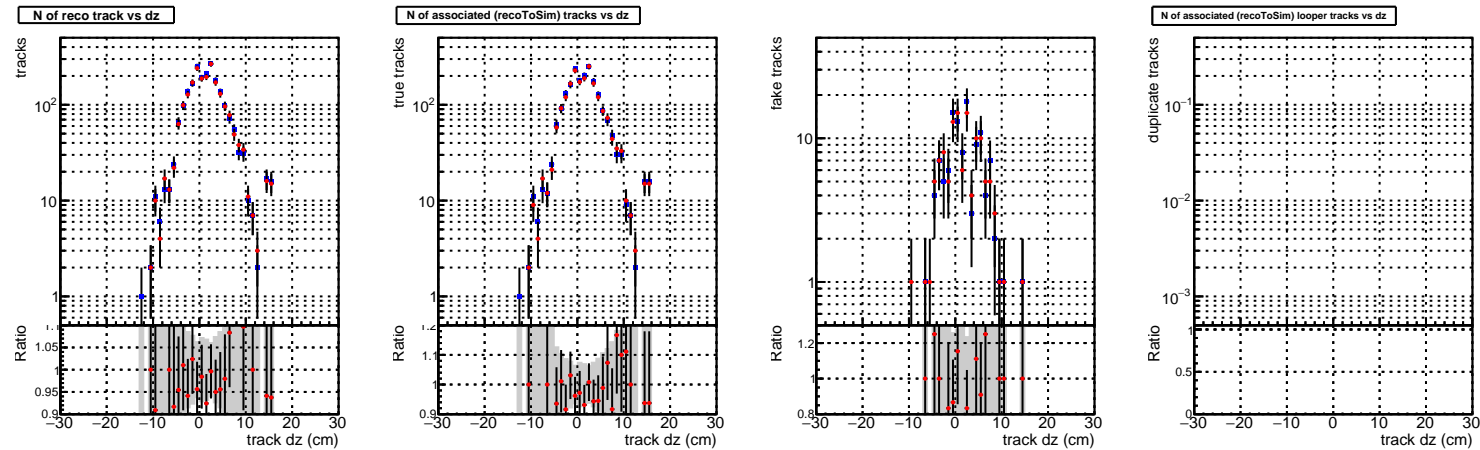 N of reco track vs dz
tracks
10²
10
1
Ratio
1.1
1.05
1
0.95
0.9
−30 −20 −10 0 10 20 30
track dz (cm)
N of associated (recoToSim) tracks vs dz
true tracks
10²
10
1
Ratio
1.2
1.1
1
0.9
−30 −20 −10 0 10 20 30
track dz (cm)
fake tracks
10
1
Ratio
1.2
1
0.8
−30 −20 −10 0 10 20 30
track dz (cm)
N of associated (recoToSim) looper tracks vs dz
duplicate tracks
10⁻¹
10⁻²
10⁻³
Ratio
1
0.5
0
−30 −20 −10 0 10 20 30
track dz (cm)